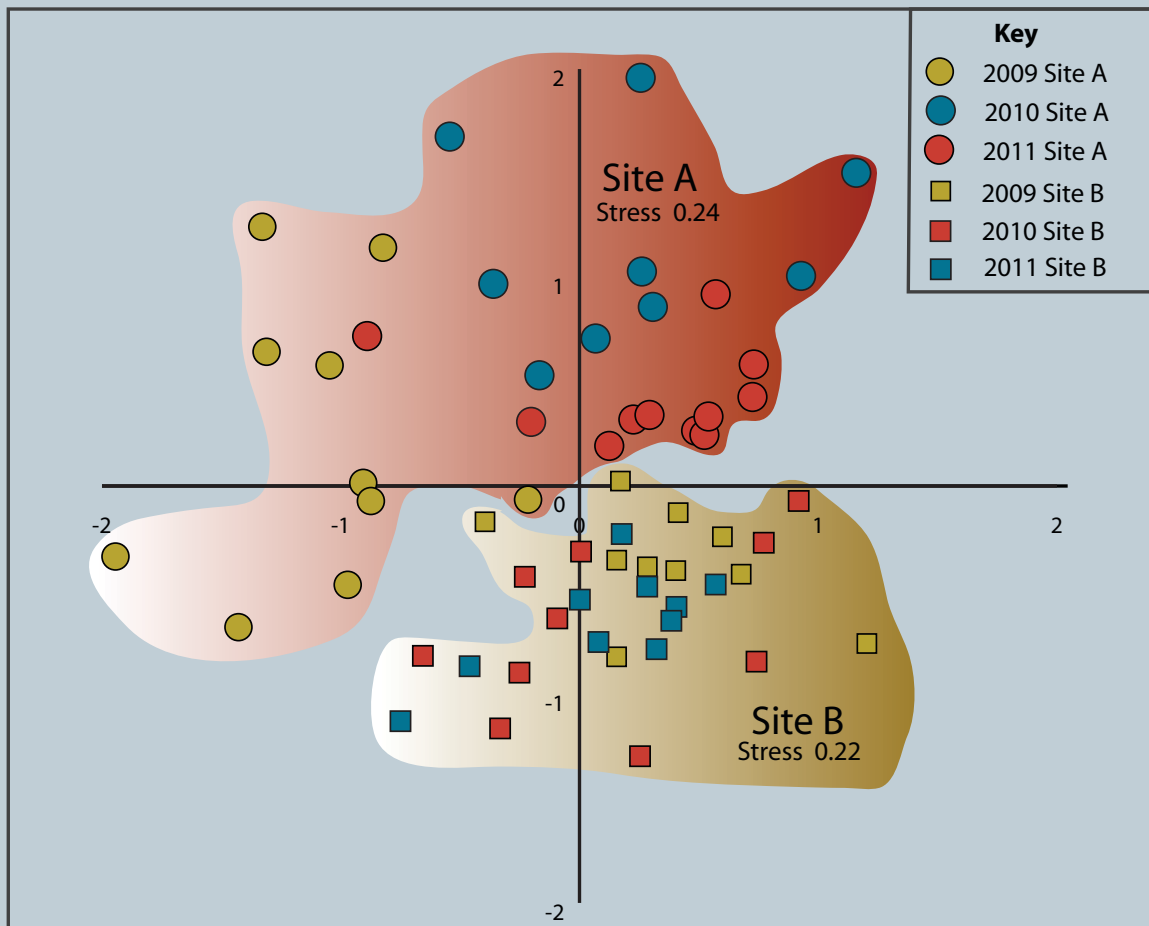 Key
2009 Site A
2010 Site A
2011 Site A
2009 Site B
2010 Site B
2011 Site B
2
Site A
Stress 0.24
1
0
-2
-1
0
1
2
-1
Site B
Stress 0.22
-2